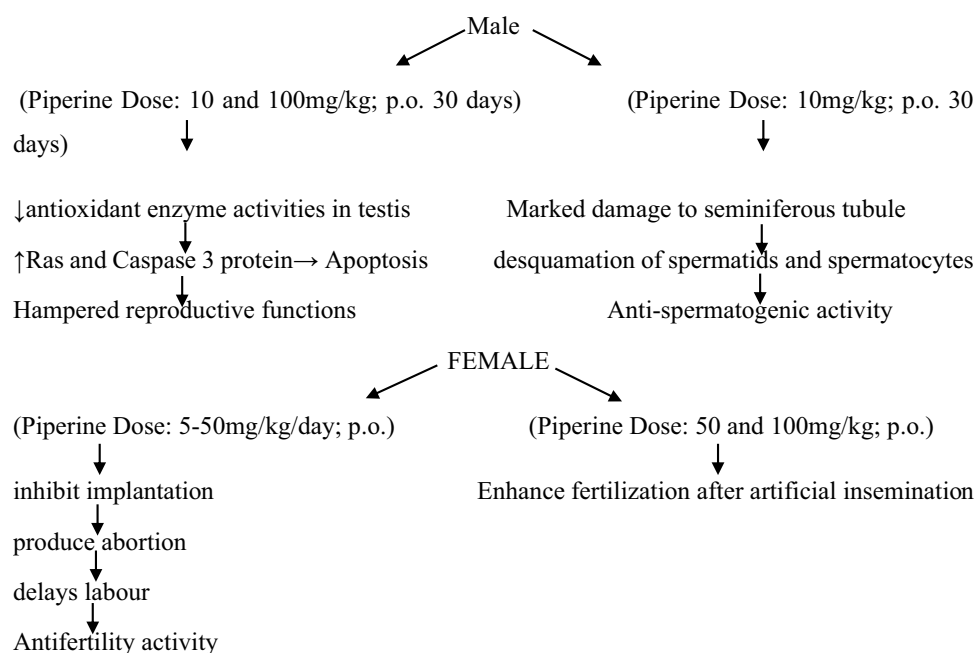 Male
(Piperine Dose: 10 and 100mg/kg; p.o. 30 days) (Piperine Dose: 10mg/kg; p.o. 30
days)
↓antioxidant enzyme activities in testis Marked damage to seminiferous tubule
↑Ras and Caspase 3 protein→ Apoptosis desquamation of spermatids and spermatocytes
Hampered reproductive functions Anti-spermatogenic activity
FEMALE
(Piperine Dose: 5-50mg/kg/day; p.o.) (Piperine Dose: 50 and 100mg/kg; p.o.)
inhibit implantation Enhance fertilization after artificial insemination
produce abortion
delays labour
Antifertility activity